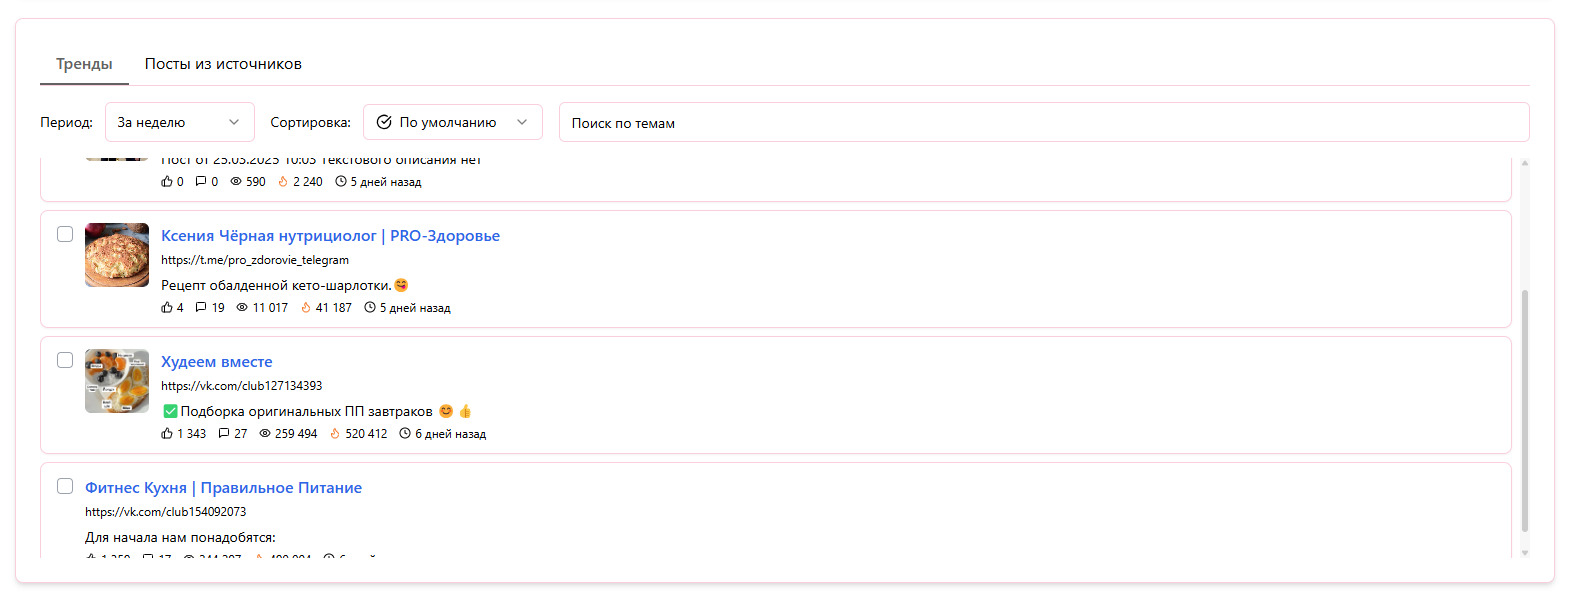 Тренды Посты из источников
Период: За неделю Сортировка: По умолчанию Поиск по темам
Пост от 25.03.2025 10:03 Текстового описания нет
0 0 590 2 240 5 дней назад
Ксения Чёрная нутрициолог | PRO-Здоровье
https://t.me/pro_zdorovie_telegram
Рецепт обалденной кето-шарлотки.😋
4 19 11 017 41 187 5 дней назад
Худеем вместе
https://vk.com/club127134393
✅Подборка оригинальных ПП завтраков 😊 👍
1 343 27 259 494 520 412 6 дней назад
Фитнес Кухня | Правильное Питание
https://vk.com/club154092073
Для начала нам понадобятся: